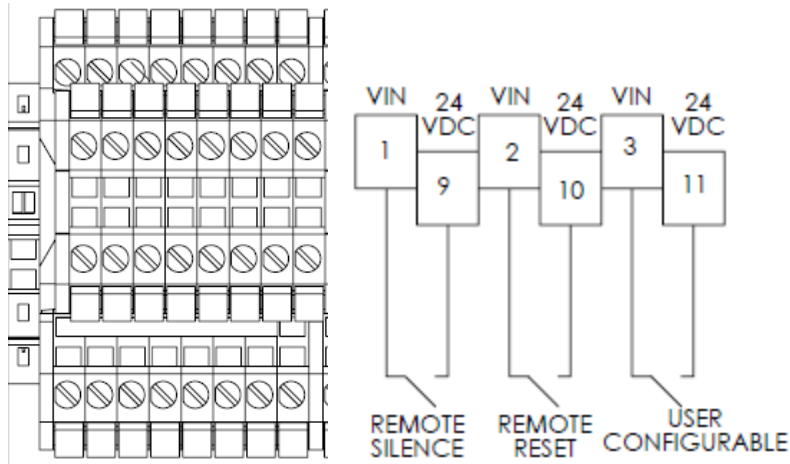 VIN 24 VDC VIN 24 VDC VIN 24 VDC
1 9 2 10 3 11
REMOTE SILENCE
REMOTE RESET
USER CONFIGURABLE